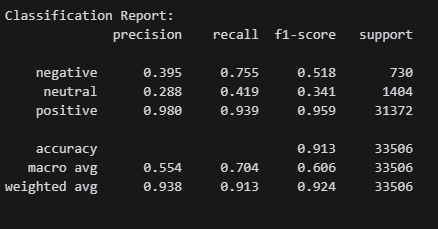 Classification Report:
precision recall f1-score support
negative 0.395 0.755 0.518 730
neutral 0.288 0.419 0.341 1404
positive 0.980 0.939 0.959 31372
accuracy 0.913 33506
macro avg 0.554 0.704 0.606 33506
weighted avg 0.938 0.913 0.924 33506